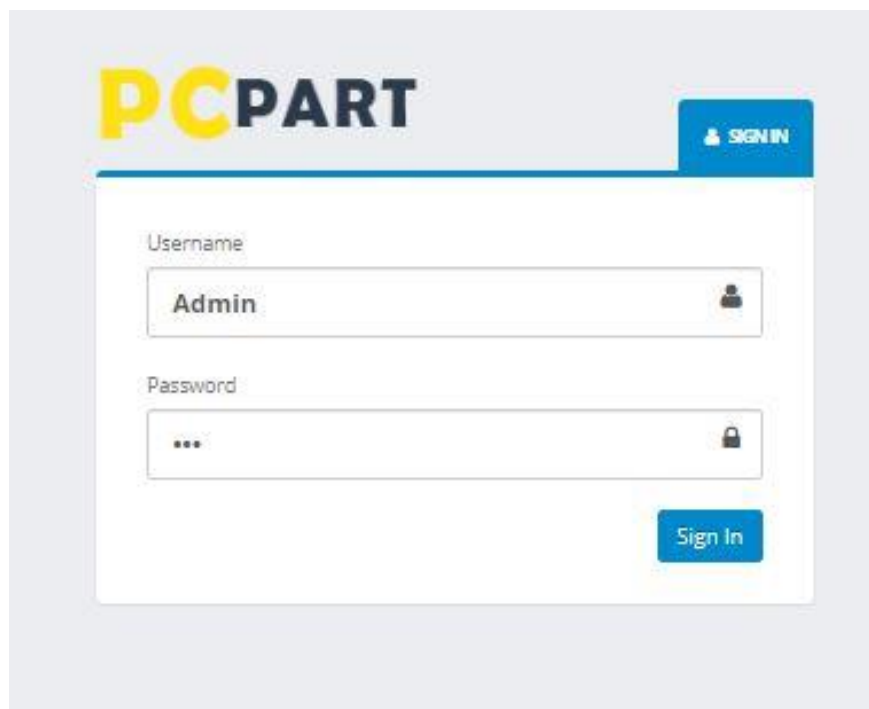 PCPART
SIGN IN
Username
Admin
Password
•••
Sign In